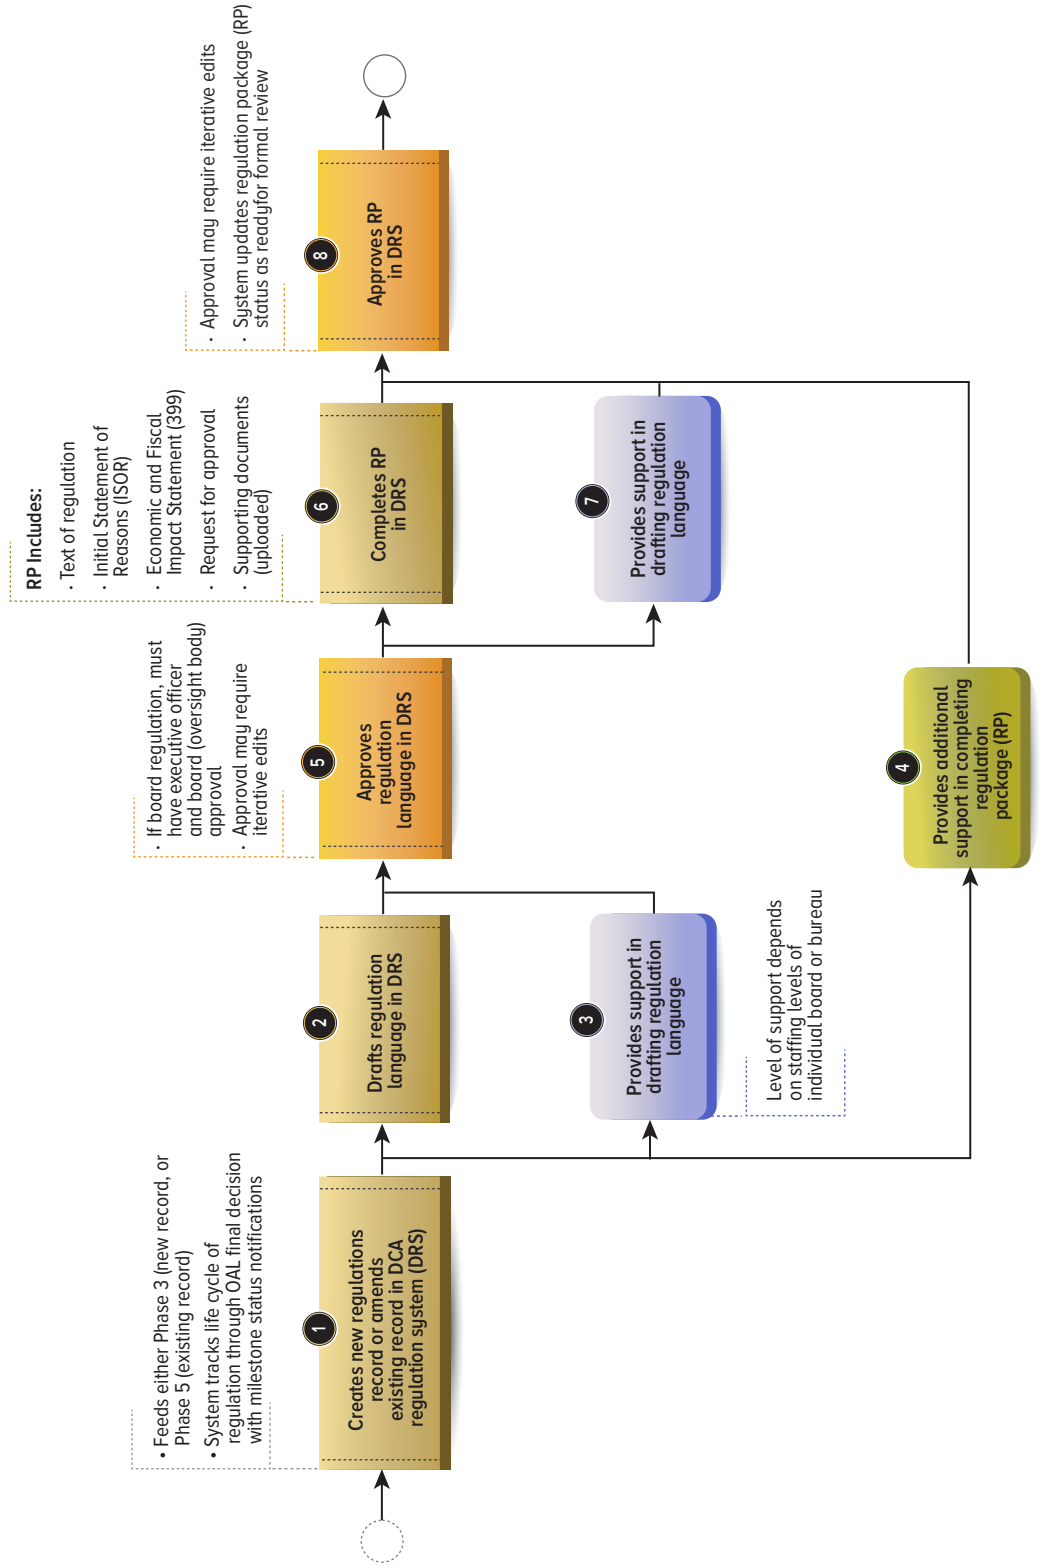 • Feeds either Phase 3 (new record, or
Phase 5 (existing record)
• System tracks life cycle of
regulation through OAL final decision
with milestone status notifications
1
Creates new regulations
record or amends
existing record in DCA
regulation system (DRS)
2
Drafts regulation
language in DRS
3
Provides support in
drafting regulation
language
Level of support depends
on staffing levels of
individual board or bureau
4
Provides additional
support in completing
regulation
package (RP)
· If board regulation, must
have executive officer
and board (oversight body)
approval
· Approval may require
iterative edits
5
Approves
regulation
language in DRS
RP Includes:
· Text of regulation
· Initial Statement of
Reasons (ISOR)
· Economic and Fiscal
Impact Statement (399)
· Request for approval
· Supporting documents
(uploaded)
6
Completes RP
in DRS
7
Provides support in
drafting regulation
language
· Approval may require iterative edits
· System updates regulation package (RP)
status as readyfor formal review
8
Approves RP
in DRS